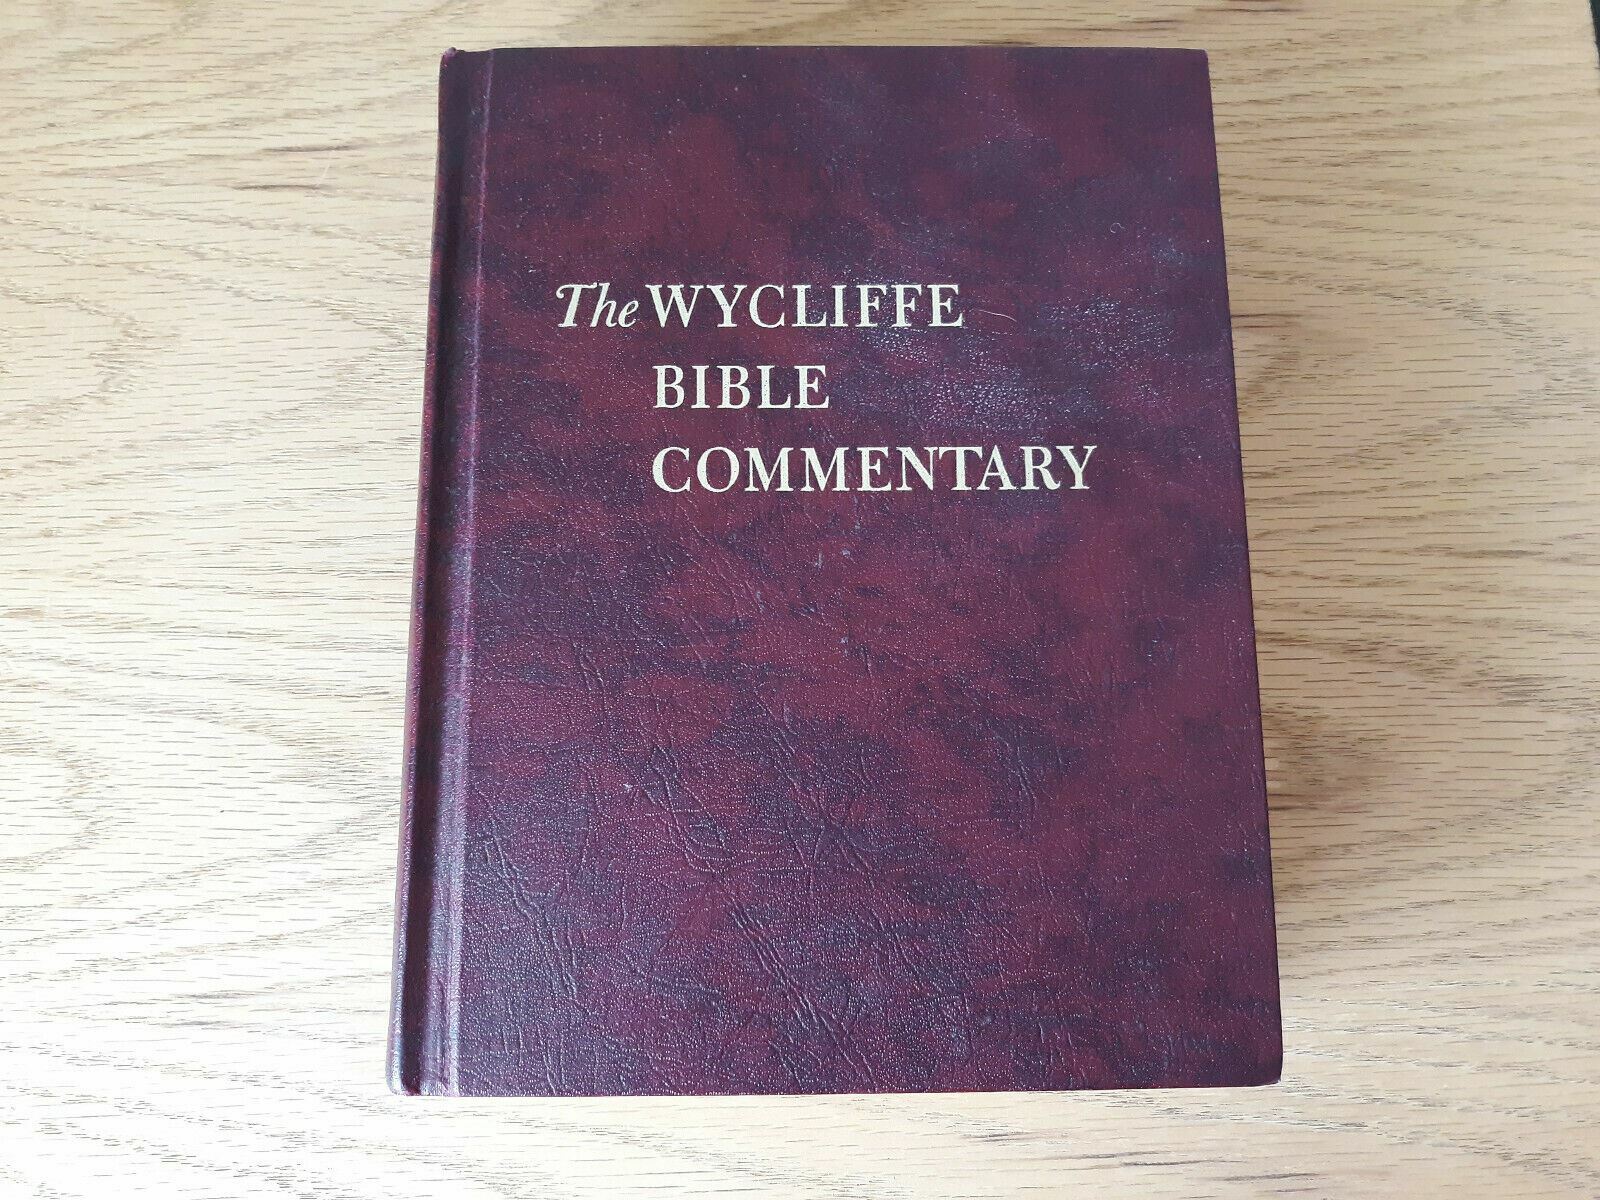 The WYCLIFFE
BIBLE
COMMENTARY